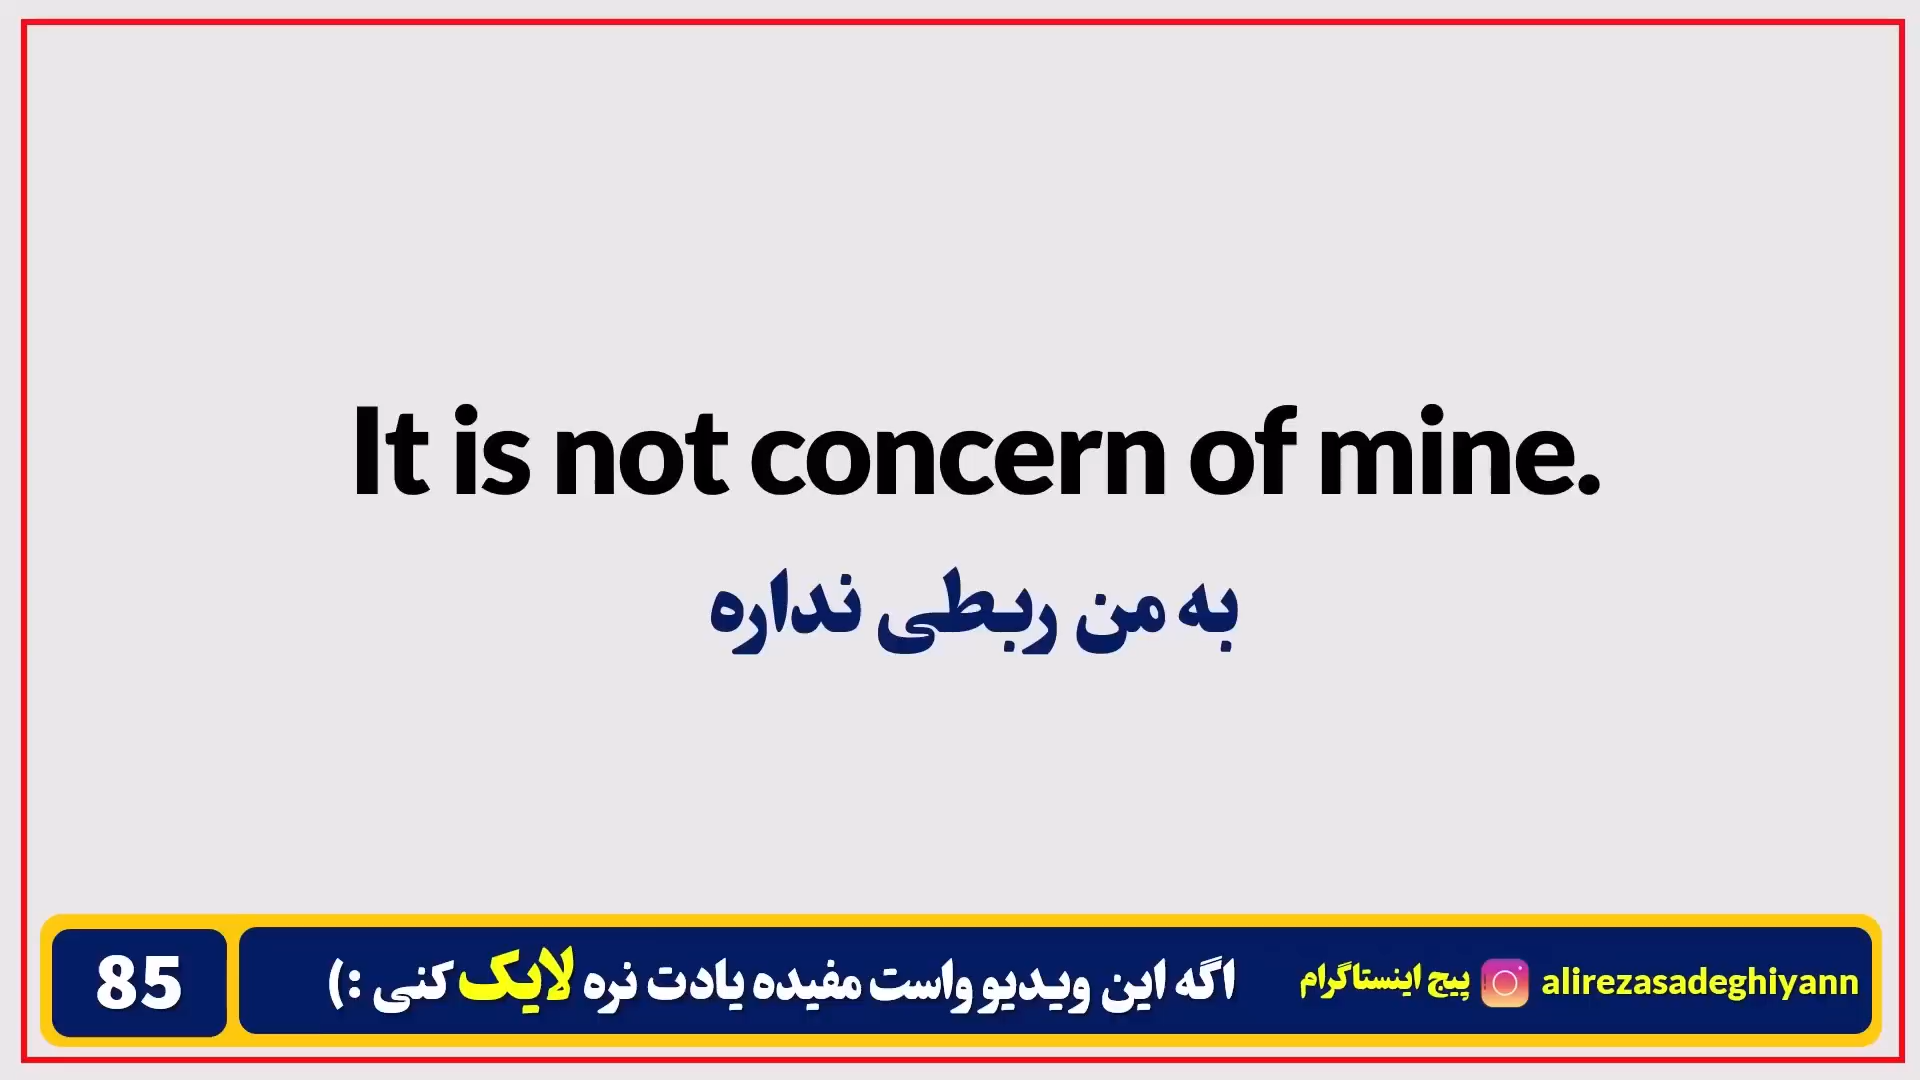 It is not concern of mine.
به من ربطی نداره
85
اگه این ویدیو واست مفیده یادت نره لایک کنی :)
پیج اینستاگرام
alirezasadeghiyann